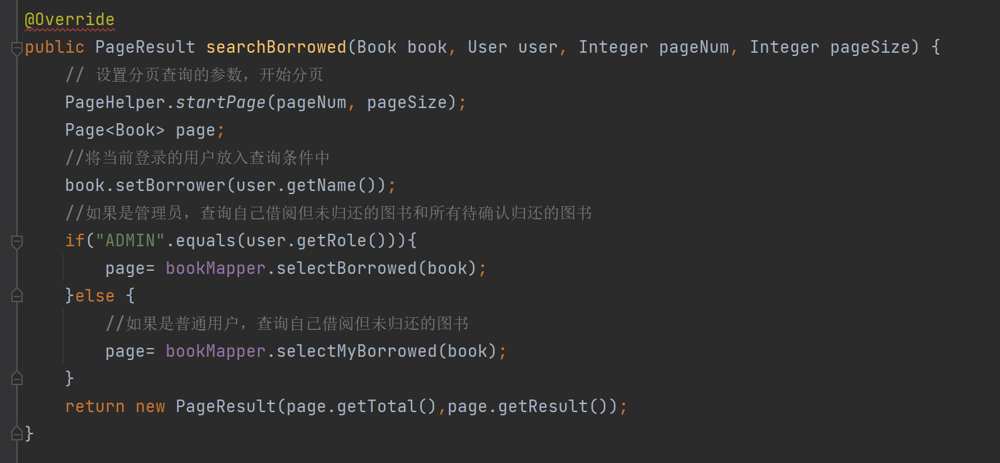 @Override
public PageResult searchBorrowed(Book book, User user, Integer pageNum, Integer pageSize) {
// 设置分页查询的参数，开始分页
PageHelper.startPage(pageNum, pageSize);
Page<Book> page;
//将当前登录的用户放入查询条件中
book.setBorrower(user.getName());
//如果是管理员，查询自己借阅但未归还的图书和所有待确认归还的图书
if("ADMIN".equals(user.getRole())){
page= bookMapper.selectBorrowed(book);
}else {
//如果是普通用户，查询自己借阅但未归还的图书
page= bookMapper.selectMyBorrowed(book);
}
return new PageResult(page.getTotal(),page.getResult());
}